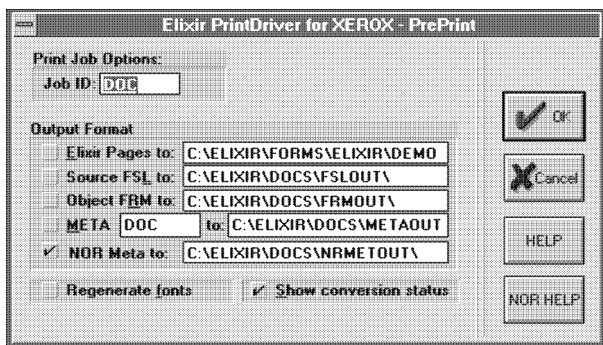 Elixir PrintDriver for XEROX - PrePrint
Print Job Options:
Job ID: DOC
OK
Output Format
Elixir Pages to: C:\ELIXIR\FORMS\ELIXIR\DEMO
Source FSL to: C:\ELIXIR\DOCS\FSLOUT\
Cancel
Object FRM to: C:\ELIXIR\DOCS\FRMOUT\
META DOC to: C:\ELIXIR\DOCS\METAOUT
HELP
NOR Meta to: C:\ELIXIR\DOCS\NRMETOUT\
Regenerate fonts Show conversion status
NOR HELP